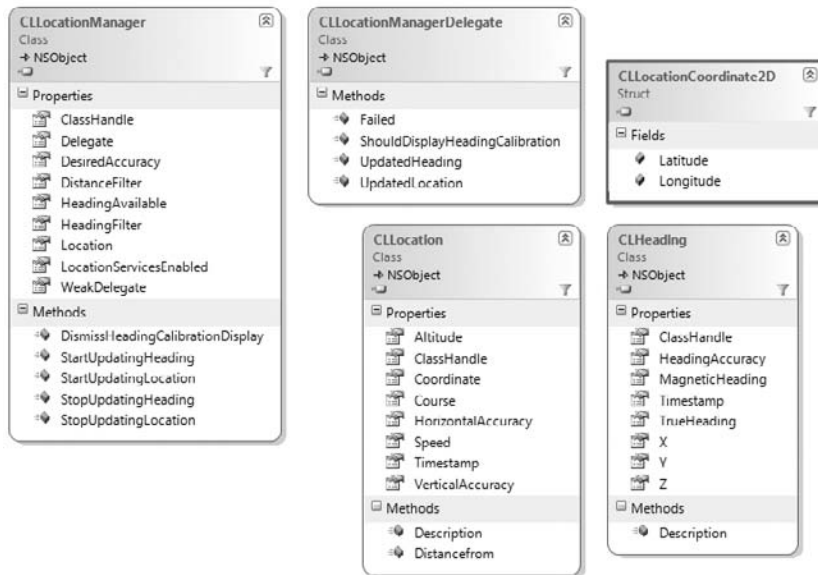 CLLocationManager
Class
NSObject
Properties
ClassHandle
Delegate
DesiredAccuracy
DistanceFilter
HeadingAvailable
HeadingFilter
Location
LocationServicesEnabled
WeakDelegate
Methods
DismissHeadingCalibrationDisplay
StartUpdatingHeading
StartUpdatingLocation
StopUpdatingHeading
StopUpdatingLocation
CLLocationManagerDelegate
Class
NSObject
Methods
Failed
ShouldDisplayHeadingCalibration
UpdatedHeading
UpdatedLocation
CLLocationCoordinate2D
Struct
Fields
Latitude
Longitude
CLLocation
Class
NSObject
Properties
Altitude
ClassHandle
Coordinate
Course
HorizontalAccuracy
Speed
Timestamp
VerticalAccuracy
Methods
Description
Distancefrom
CLHeading
Class
NSObject
Properties
ClassHandle
HeadingAccuracy
MagneticHeading
Timestamp
TrueHeading
X
Y
Z
Methods
Description